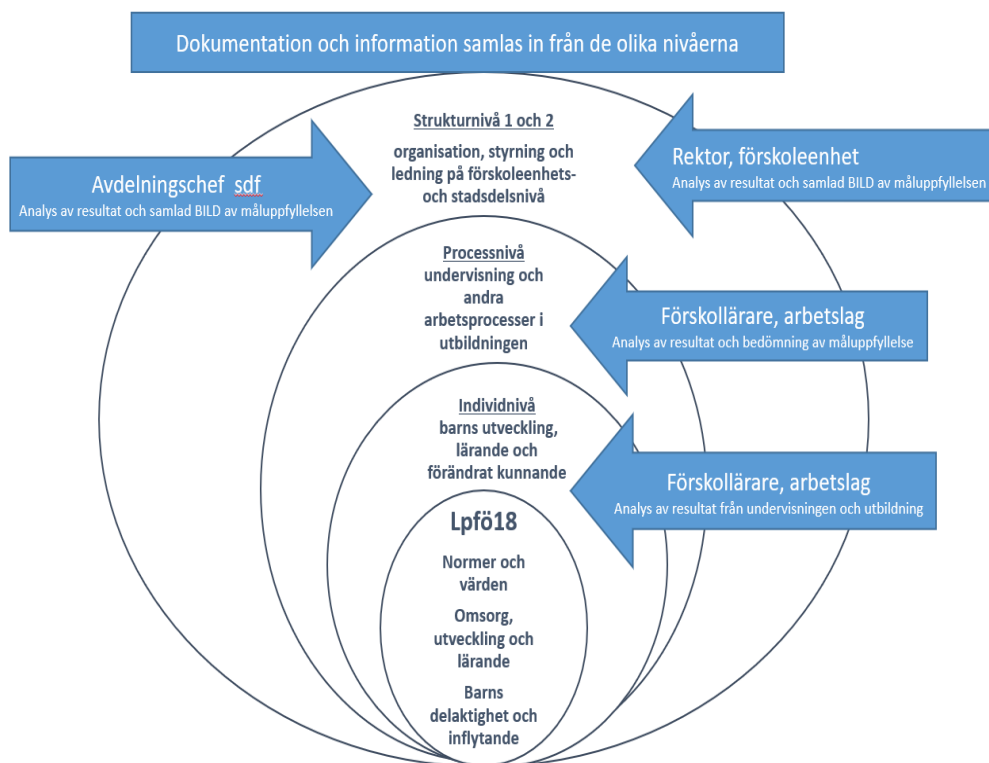 Dokumentation och information samlas in från de olika nivåerna
Strukturnivå 1 och 2
organisation, styrning och
ledning på förskoleenhets-
och stadsdelsnivå
Avdelningschef sdf
Analys av resultat och samlad BILD av måluppfyllelsen
Rektor, förskoleenhet
Analys av resultat och samlad BILD av måluppfyllelsen
Processnivå
undervisning och
andra
arbetsprocesser i
utbildningen
Förskollärare, arbetslag
Analys av resultat och bedömning av måluppfyllelse
Individnivå
barns utveckling,
lärande och
förändrat kunnande
Förskollärare, arbetslag
Analys av resultat från undervisningen och utbildning
Lpfö18
Normer och
värden
Omsorg,
utveckling och
lärande
Barns
delaktighet och
inflytande